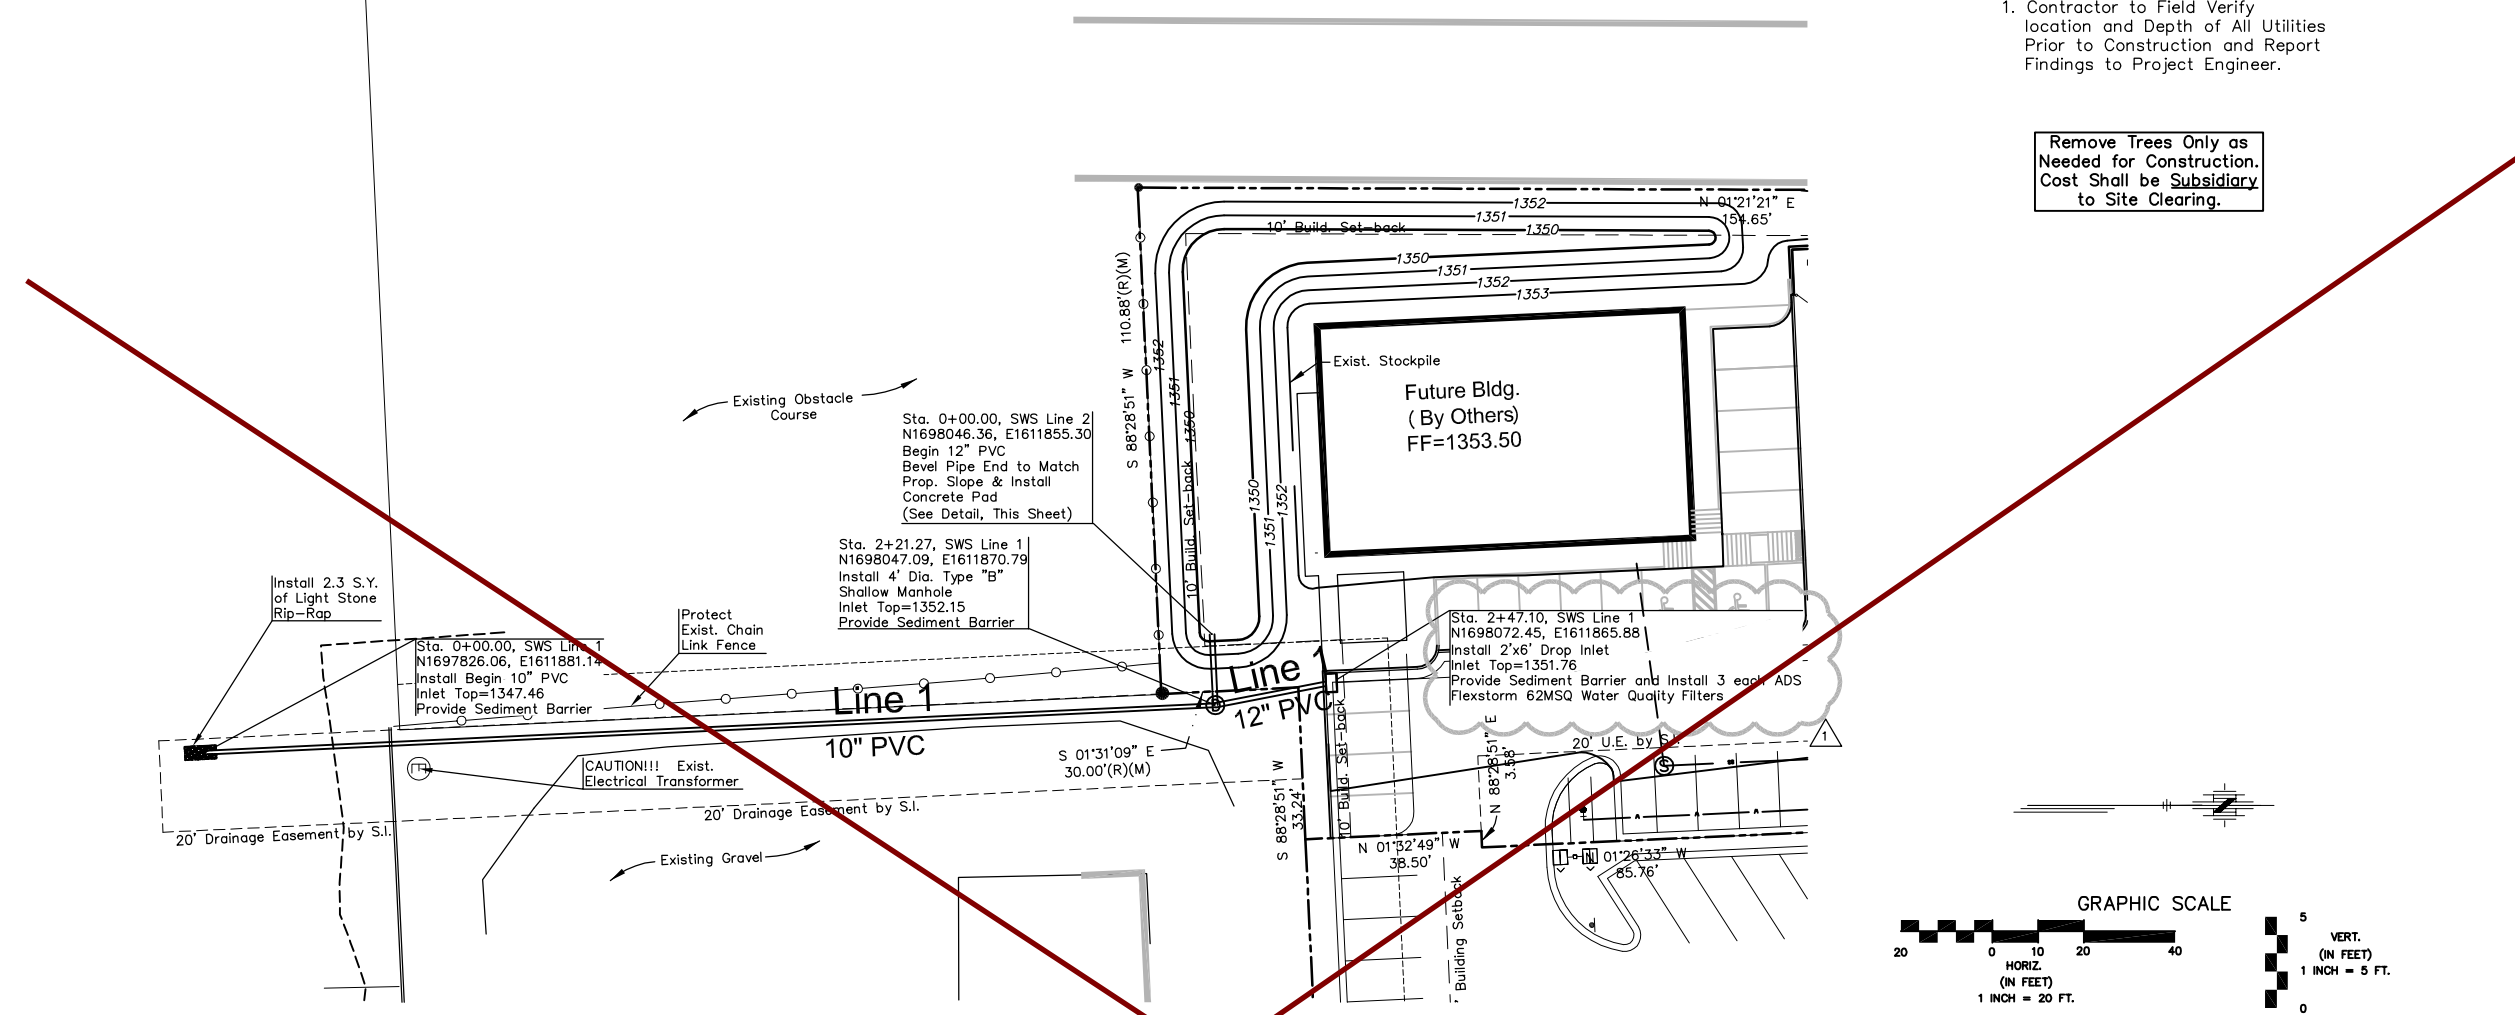 1. Contractor to Field Verify
location and Depth of All Utilities
Prior to Construction and Report
Findings to Project Engineer.
Remove Trees Only as
Needed for Construction.
Cost Shall be Subsidiary
to Site Clearing.
N 01°21'21" E
154.65'
1352
1351
10' Build. Set-back
1350
1350
1351
1352
1353
110.88'(R)(M)
S 88°28'51" W
1352
1351
1350
10' Build. Set-back
1350
1351
1352
Exist. Stockpile
Future Bldg.
(By Others)
FF=1353.50
Existing Obstacle
Course
Sta. 0+00.00, SWS Line 2
N1698046.36, E1611855.30
Begin 12" PVC
Bevel Pipe End to Match
Prop. Slope & Install
Concrete Pad
(See Detail, This Sheet)
Sta. 2+21.27, SWS Line 1
N1698047.09, E1611870.79
Install 4' Dia. Type "B"
Shallow Manhole
Inlet Top=1352.15
Provide Sediment Barrier
Install 2.3 S.Y.
of Light Stone
Rip-Rap
Protect
Exist. Chain
Link Fence
Sta. 0+00.00, SWS Line 1
N1697826.06, E1611881.14
Install Begin 10" PVC
Inlet Top=1347.46
Provide Sediment Barrier
Sta. 2+47.10, SWS Line 1
N1698072.45, E1611865.88
Install 2'x6' Drop Inlet
Inlet Top=1351.76
Provide Sediment Barrier and Install 3 each ADS
Flexstorm 62MSQ Water Quality Filters
Line 1
Line 1
12" PVC
10" PVC
1
20' U.E. by S.I.
S 01°31'09" E
30.00'(R)(M)
CAUTION!!! Exist.
Electrical Transformer
20' Drainage Easement by S.I.
20' Drainage Easement by S.I.
Existing Gravel
S 88°28'51" W
33.24'
10' Build. Set-back
N 88°28'51" E
3.58'
S
N 01°32'49" W
38.50'
N 01°26'33" W
85.76'
' Building Setback
GRAPHIC SCALE
20 0 10 20 40
HORIZ.
(IN FEET)
1 INCH = 20 FT.
5
VERT.
(IN FEET)
1 INCH = 5 FT.
0